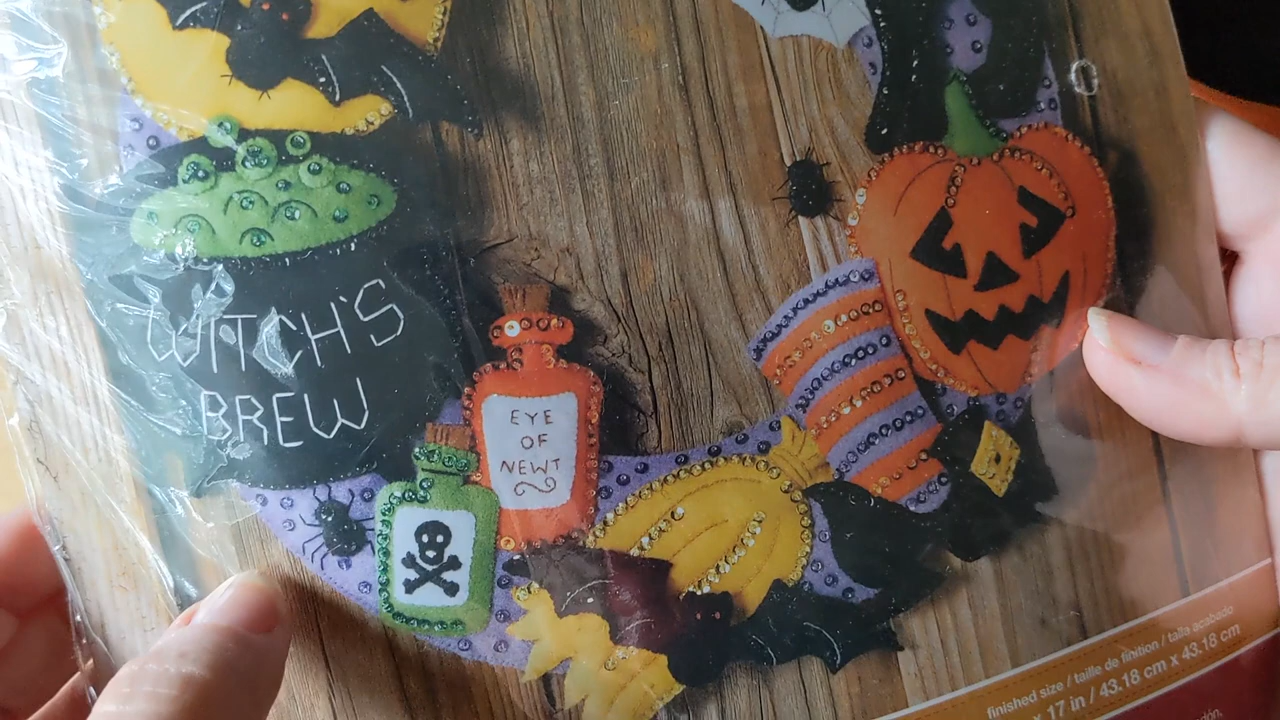 WITCH'S
BREW
EYE
OF
NEWT
finished size / taille de finition / talla acabado
x 17 in / 43.18 cm x 43.18 cm